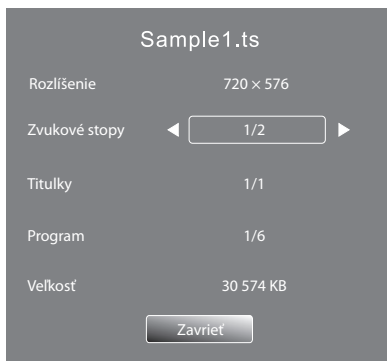 Sample1.ts
Rozlíšenie 720 × 576
Zvukové stopy 1/2
Titulky 1/1
Program 1/6
Veľkosť 30 574 KB
Zavrieť